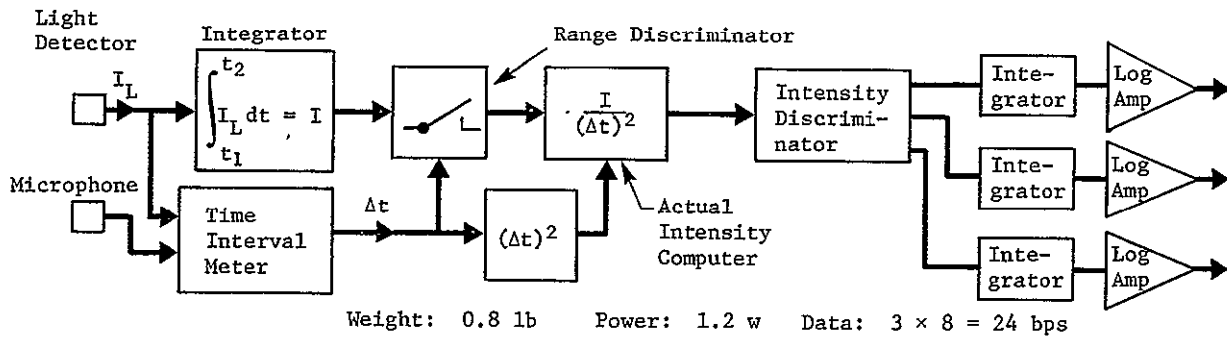 Light
Detector
I_L
Integrator
∫ t2 t1 I_L dt = I
Range Discriminator
I / (Δt)²
Intensity
Discrimi-
nator
Inte-
grator
Log
Amp
Inte-
grator
Log
Amp
Inte-
grator
Log
Amp
Microphone
Time
Interval
Meter
Δt
(Δt)²
Actual
Intensity
Computer
Weight: 0.8 lb Power: 1.2 w Data: 3 × 8 = 24 bps